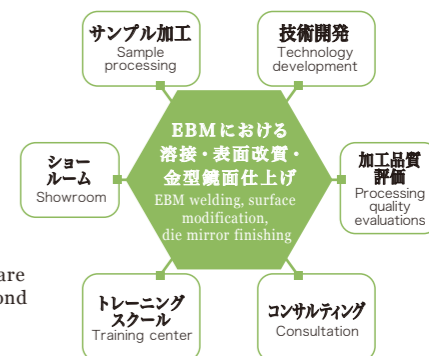 サンプル加工
Sample
processing
技術開発
Technology
development
EBMにおける
溶接・表面改質・
金型鏡面仕上げ
EBM welding, surface
modification,
die mirror finishing
ショー
ルーム
Showroom
加工品質
評価
Processing
quality
evaluations
are
ond
トレーニング
スクール
Training center
コンサルティング
Consultation